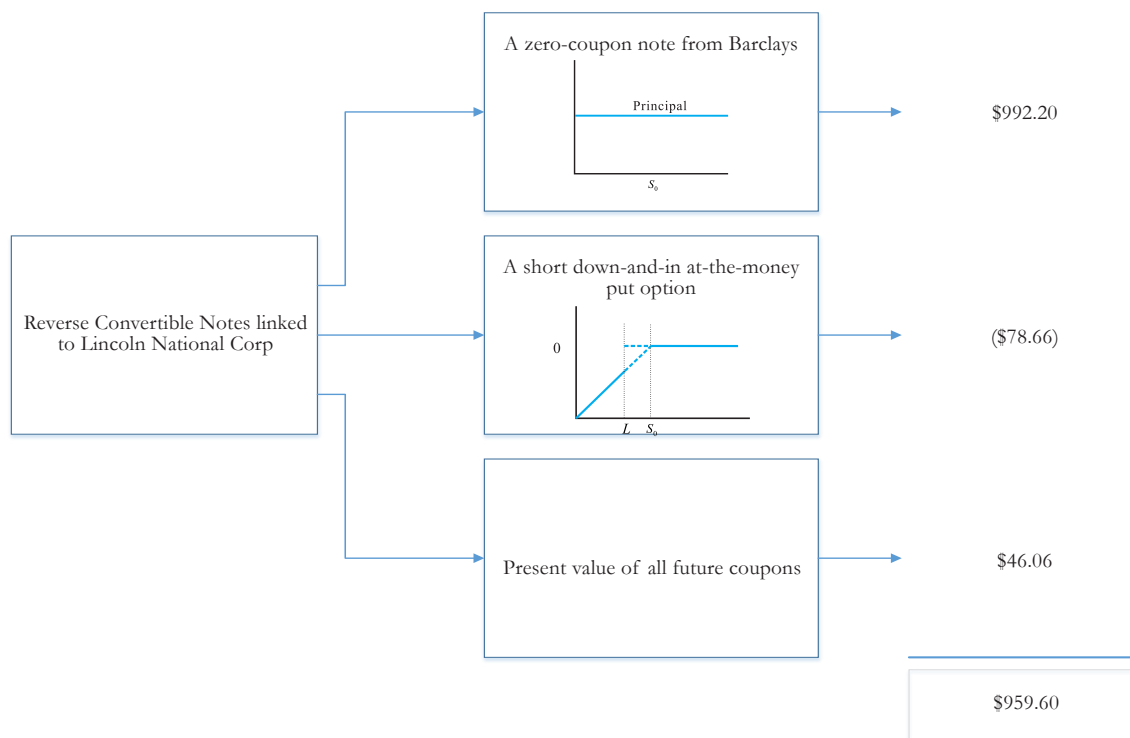 A zero-coupon note from Barclays
Principal
S₀
$992.20
Reverse Convertible Notes linked
to Lincoln National Corp
A short down-and-in at-the-money
put option
0
L S₀
($78.66)
Present value of all future coupons
$46.06
$959.60